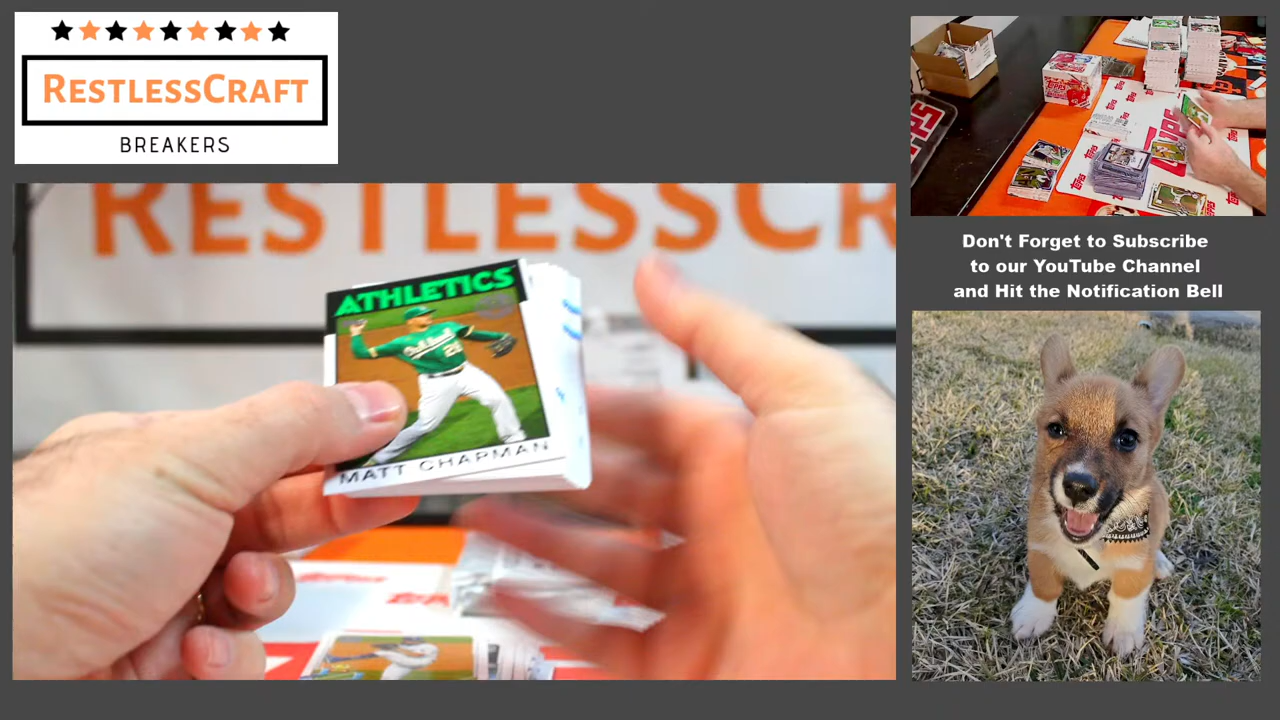 RESTLESSCRAFT
BREAKERS
RESTLESSCR
ATHLETICS
MATT CHAPMAN
TOPPS
Don't Forget to Subscribe
to our YouTube Channel
and Hit the Notification Bell